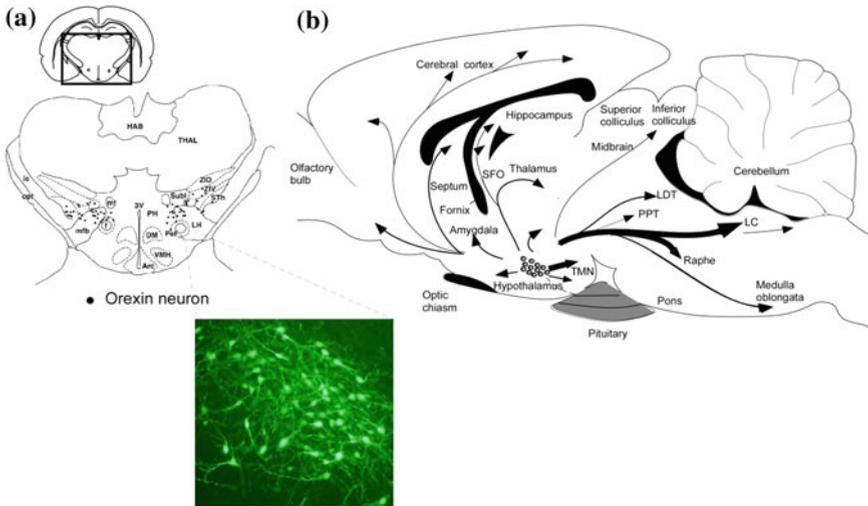 (a)
HAB
THAL
ic
opt
ZID
ZIV
SubI
STh
mt
3V
PH
LH
f
PeF
mfb
DM
VMH
Arc
● Orexin neuron
(b)
Cerebral cortex
Hippocampus
Superior
colliculus
Inferior
colliculus
Midbrain
Olfactory
bulb
Septum
SFO
Thalamus
Cerebellum
Fornix
LDT
PPT
LC
Amygdala
Raphe
TMN
Hypothalamus
Optic
chiasm
Pons
Medulla
oblongata
Pituitary